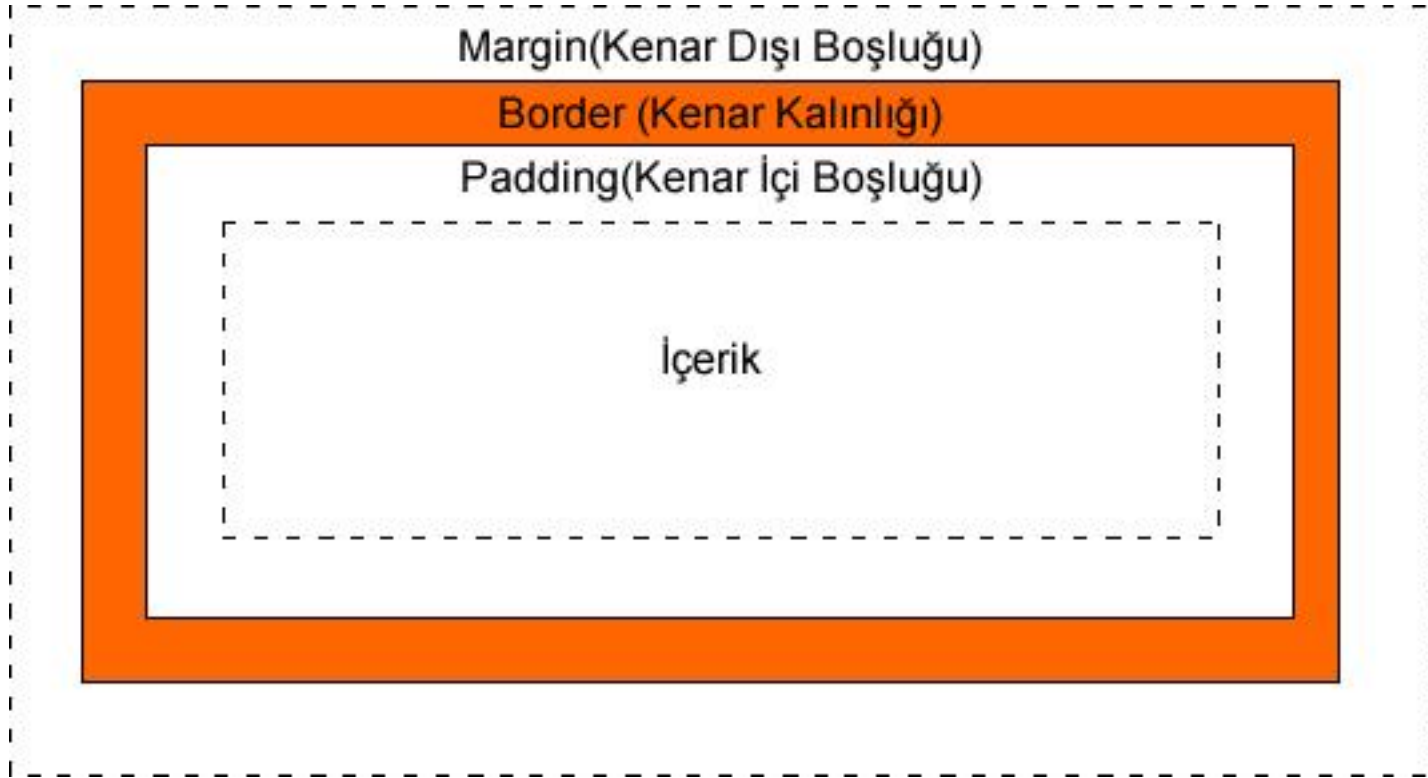 Margin(Kenar Dışı Boşluğu)
Border (Kenar Kalınlığı)
Padding(Kenar İçi Boşluğu)
İçerik